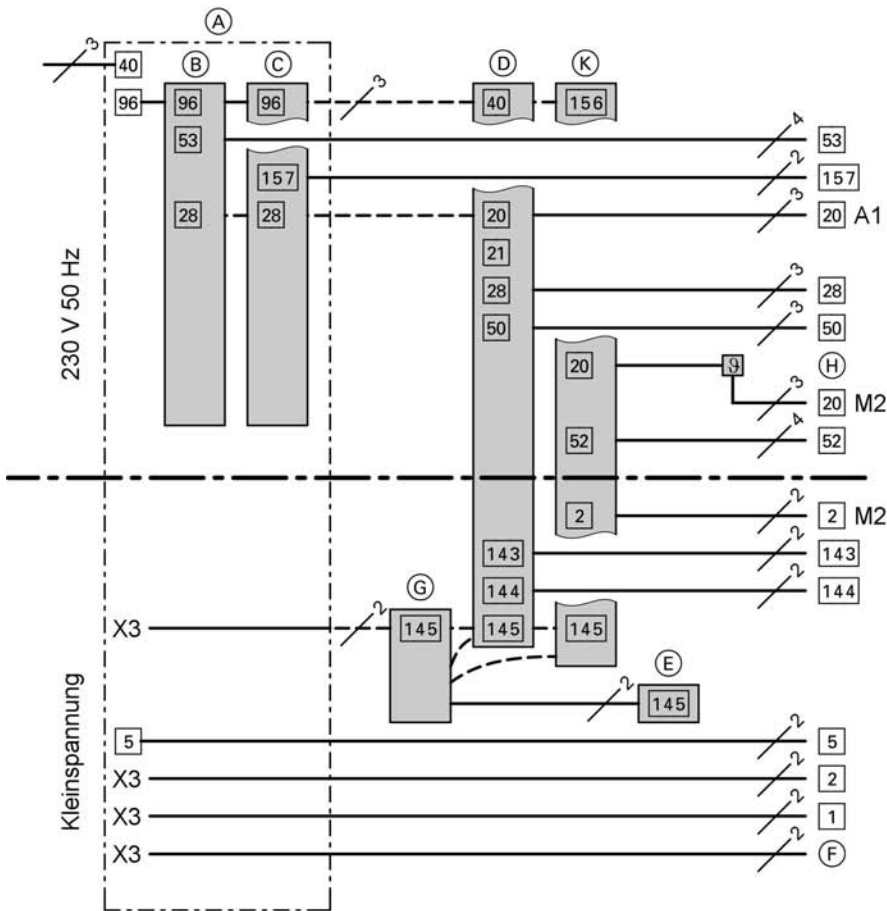 Ⓐ
3 40 Ⓑ Ⓒ Ⓓ Ⓚ
96 96 96 3 40 156
53 4 53
157 2 157
28 28 20 3 20 A1
21
28 3 28
50 3 50
230 V 50 Hz
20 ϑ Ⓗ
3 20 M2
52 4 52
2 2 2 M2
143 2 143
Ⓖ 144 2 144
X3 2 145 145 145
Ⓔ
2 145
Kleinspannung
5 2 5
X3 2 2
X3 2 1
X3 2 Ⓕ